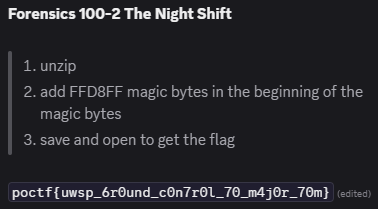 Forensics 100-2 The Night Shift
1. unzip
2. add FFD8FF magic bytes in the beginning of the
magic bytes
3. save and open to get the flag
poctf{uwsp_6r0und_c0n7r0l_70_m4j0r_70m} (edited)